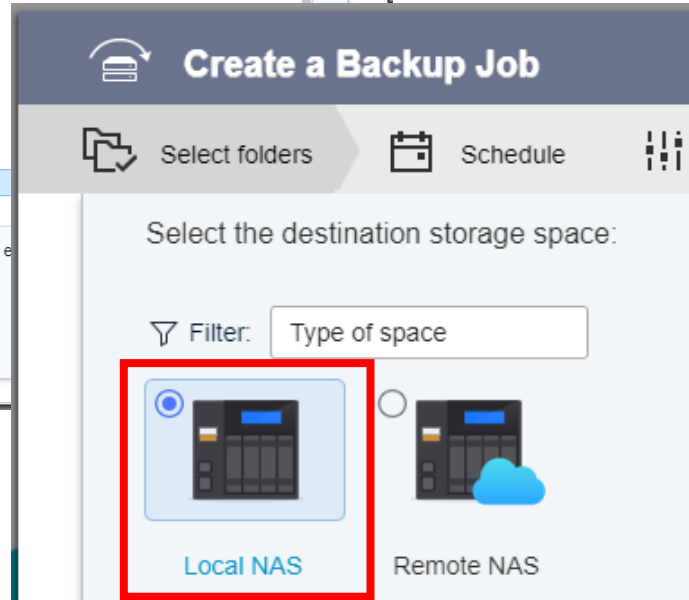 Create a Backup Job
Select folders
Schedule
Select the destination storage space:
Filter:
Type of space
Local NAS
Remote NAS